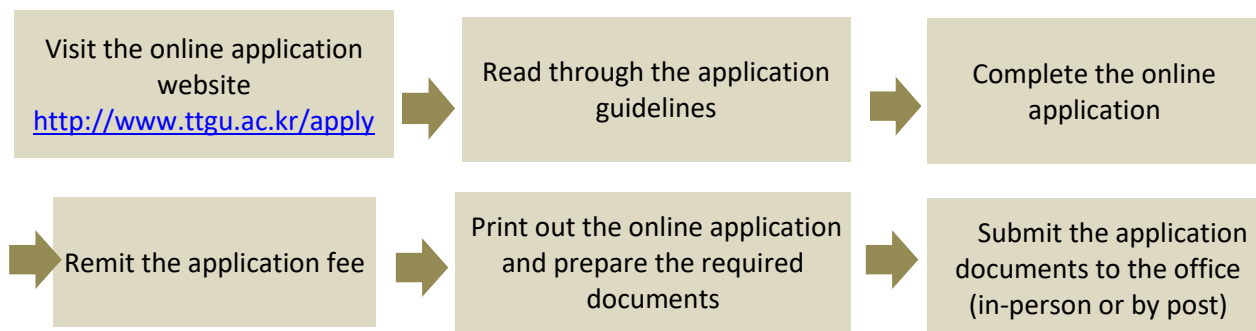 Visit the online application
website
http://www.ttgu.ac.kr/apply
Read through the application
guidelines
Complete the online
application
Remit the application fee
Print out the online application
and prepare the required
documents
Submit the application
documents to the office
(in-person or by post)